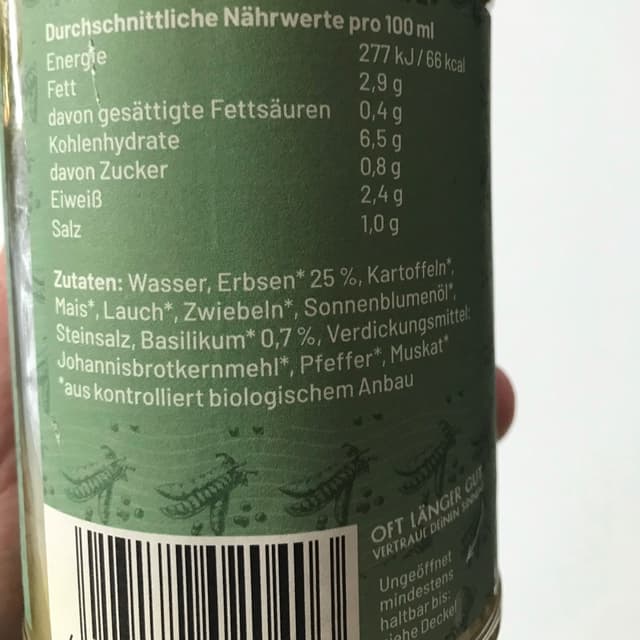 Durchschnittliche Nährwerte pro 100 ml
Energie 277 kJ / 66 kcal
Fett 2,9 g
davon gesättigte Fettsäuren 0,4 g
Kohlenhydrate 6,5 g
davon Zucker 0,8 g
Eiweiß 2,4 g
Salz 1,0 g
Zutaten: Wasser, Erbsen* 25 %, Kartoffeln*,
Mais*, Lauch*, Zwiebeln*, Sonnenblumenöl*,
Steinsalz, Basilikum* 0,7 %, Verdickungsmittel:
Johannisbrotkernmehl*, Pfeffer*, Muskat*
*aus kontrolliert biologischem Anbau
OFT LÄNGER GUT
VERTRAUE DEINEN
Ungeöffnet
mindestens
haltbar bis:
Deckel